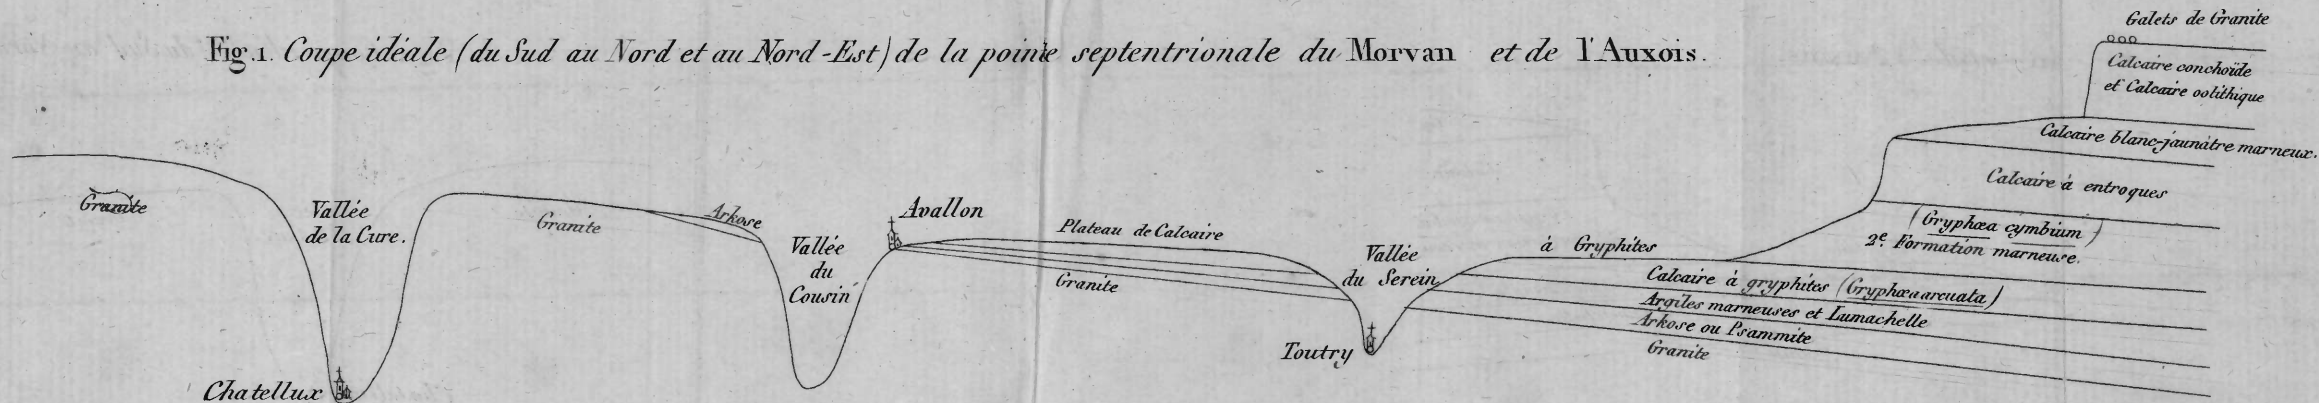 Fig.1. Coupe idéale (du Sud au Nord et au Nord-Est) de la pointe septentrionale du Morvan et de l'Auxois.
Galets de Granite
Calcaire conchoïde
et Calcaire oolithique
Calcaire blanc-jaunâtre marneux.
Calcaire à entroques
(Gryphœa cymbium)
2e. Formation marneuse.
Granite
Vallée
de la Cure.
Chatellux
Granite
Arkose
Vallée
du
Cousin
Avallon
Plateau de Calcaire
Granite
Vallée
du Serein
Toutry
à Gryphites
Calcaire à gryphites (Gryphœa arcuata)
Argiles marneuses et Lumachelle
Arkose ou Psammite
Granite